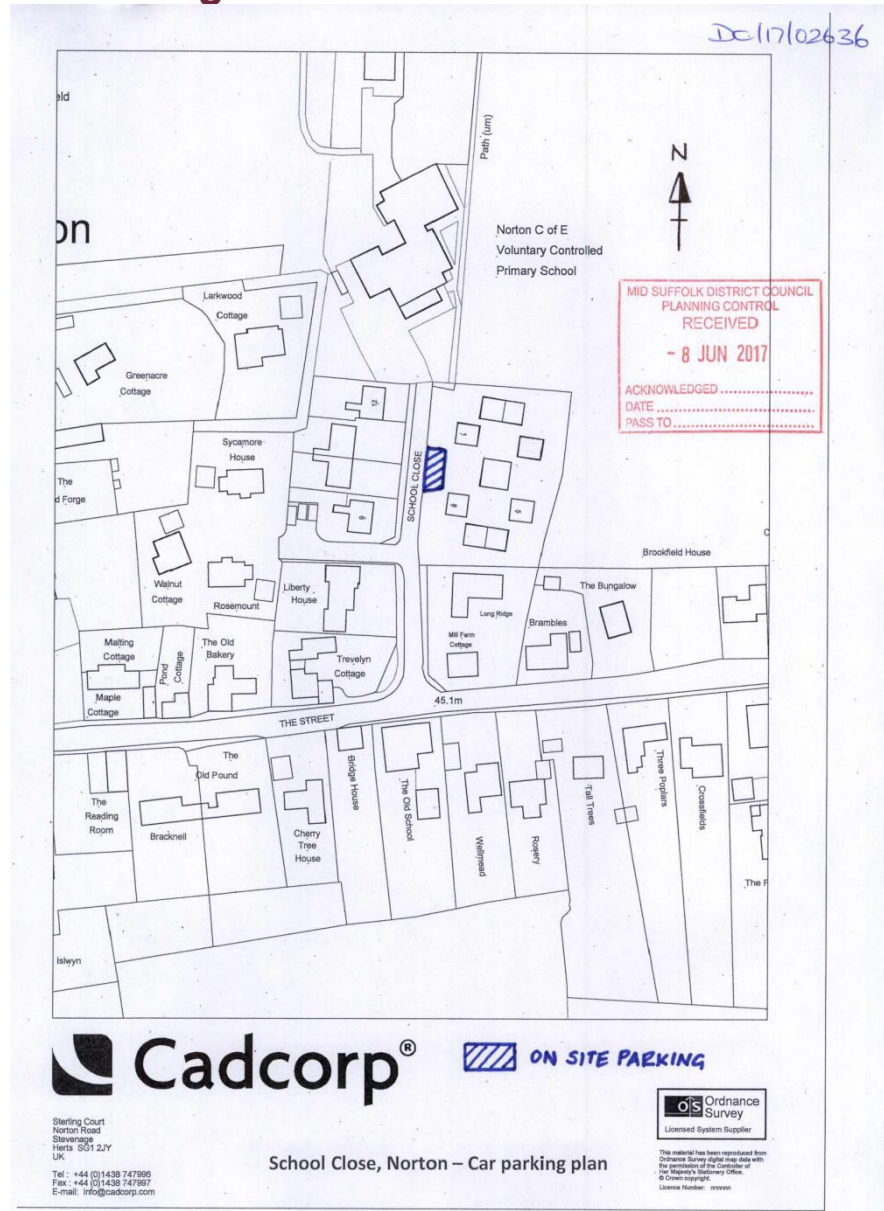 DC/17/02636
eld
on
Path (um)
N
Norton C of E
Voluntary Controlled
Primary School
MID SUFFOLK DISTRICT COUNCIL
PLANNING CONTROL
RECEIVED
- 8 JUN 2017
ACKNOWLEDGED
DATE
PASS TO
Larkwood
Cottage
Greenacre
Cottage
12
1
Sycamore
House
SCHOOL CLOSE
The
d Forge
9
6
Brookfield House
Walnut
Cottage
Rosemount
Liberty
House
The Bungalow
Long Ridge
Brambles
Mill Farm
Cottage
Malting
Cottage
Pond
Cottage
The Old
Bakery
Trevelyn
Cottage
Maple
Cottage
45.1m
THE STREET
The
Old Pound
The
Reading
Room
Bracknell
Cherry
Tree
House
Bridge House
The Old School
Wellmead
Rosery
Tall Trees
Three Poplars
Crossfields
The
Islwyn
Cadcorp®
ON SITE PARKING
Sterling Court
Norton Road
Stevenage
Herts SG1 2JY
UK
Tel : +44 (0)1438 747996
Fax : +44 (0)1438 747997
E-mail: info@cadcorp.com
School Close, Norton – Car parking plan
OS Ordnance
Survey
Licensed System Supplier
This material has been reproduced from
Ordnance Survey digital map data with
the permission of the Controller of
Her Majesty's Stationery Office.
© Crown copyright.
Licence Number: nnnnnn